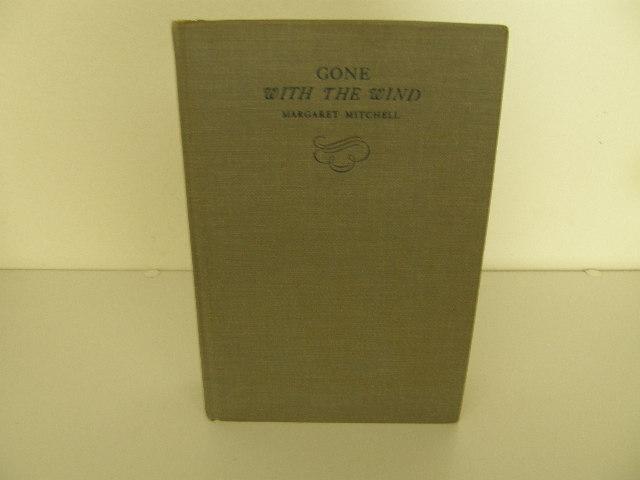 GONE
WITH THE WIND
MARGARET MITCHELL